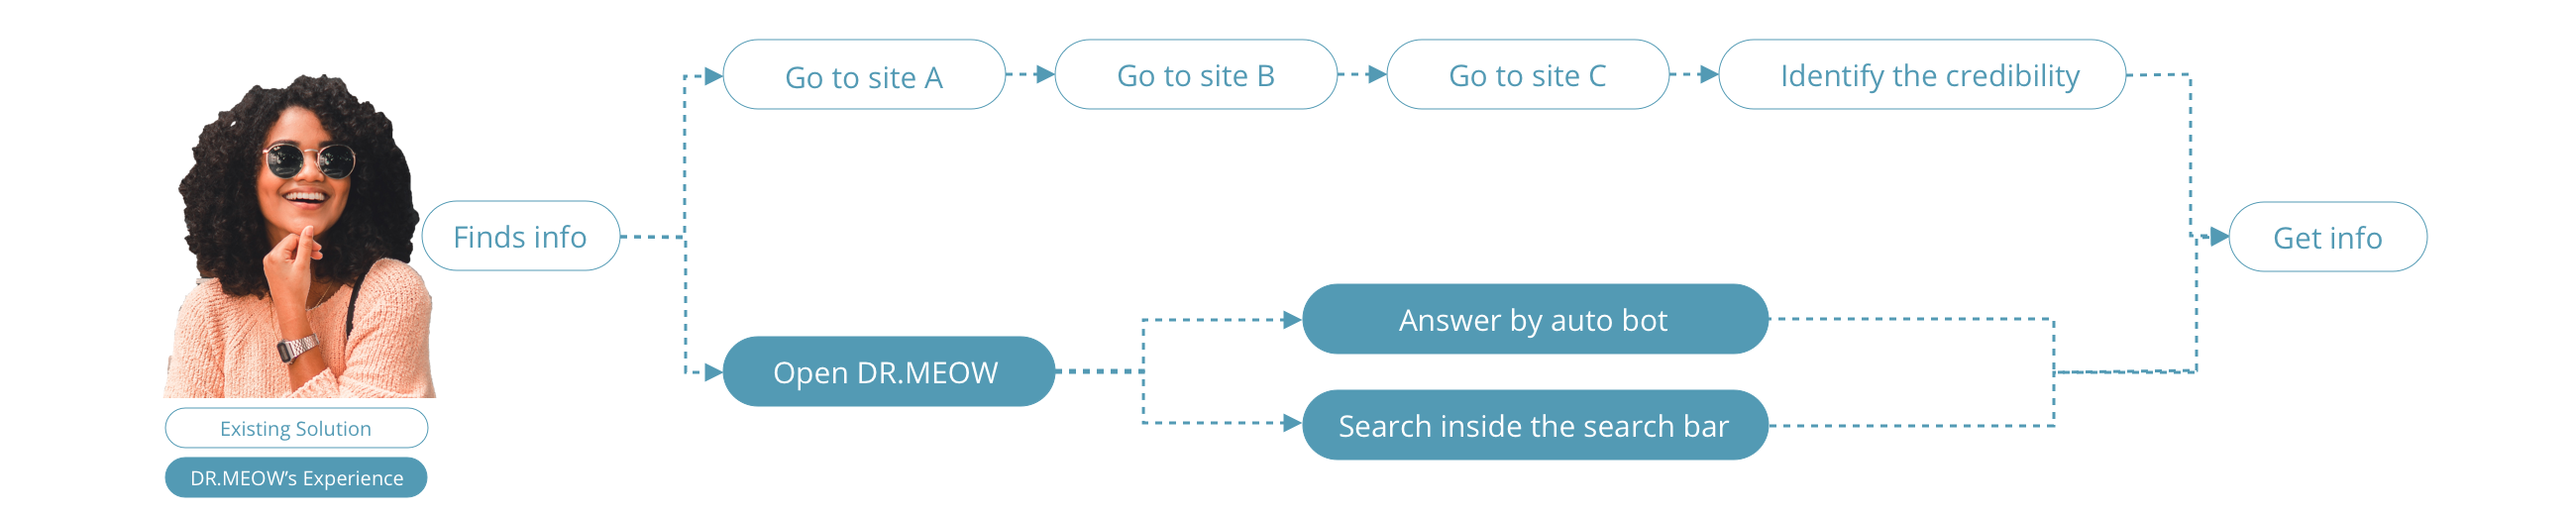 Go to site A
Go to site B
Go to site C
Identify the credibility
Finds info
Get info
Answer by auto bot
Open DR.MEOW
Search inside the search bar
Existing Solution
DR.MEOW’s Experience